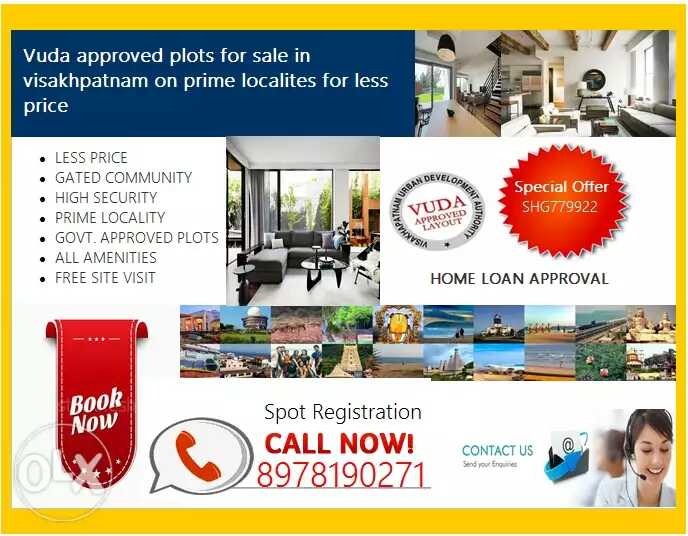 Vuda approved plots for sale in
visakhpatnam on prime localites for less
price
LESS PRICE
GATED COMMUNITY
HIGH SECURITY
PRIME LOCALITY
GOVT. APPROVED PLOTS
ALL AMENITIES
FREE SITE VISIT
VISAKHAPATNAM URBAN DEVELOPMENT AUTHORITY
VUDA
APPROVED
LAYOUT
Special Offer
SHG779922
HOME LOAN APPROVAL
Book
Now
Spot Registration
CALL NOW!
8978190271
CONTACT US
Send your Enquiries
@
OLX